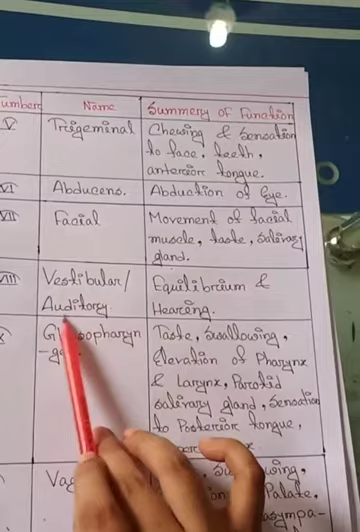 umbers Name Summery of Function
V Trigeminal Chewing & Sensation
to face, teeth,
anterior tongue.
VI Abducens. Abduction of Eye.
VII Facial Movement of facial
muscle, taste, salivary
gland.
VIII Vestibular/ Equilibrium &
Auditory Hearing.
Taste, Swallowing,
Elevation of Pharynx
& Larynx, Parotid
salivary gland, Sensation
to Posterior tongue,
Palate,